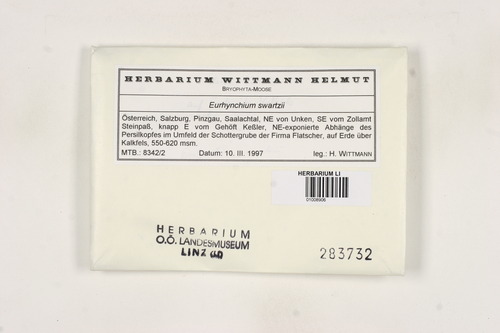 HERBARIUM WITTMANN HELMUT
BRYOPHYTA-MOOSE
Eurhynchium swartzii
Österreich, Salzburg, Pinzgau, Saalachtal, NE von Unken, SE vom Zollamt
Steinpaß, knapp E vom Gehöft Keßler, NE-exponierte Abhänge des
Persilkopfes im Umfeld der Schottergrube der Firma Flatscher, auf Erde über
Kalkfels, 550-620 msm.
MTB.: 8342/2 Datum: 10. III. 1997 leg.: H. WITTMANN
HERBARIUM LI
01008906
HERBARIUM
O.Ö. LANDESMUSEUM
LINZ
283732